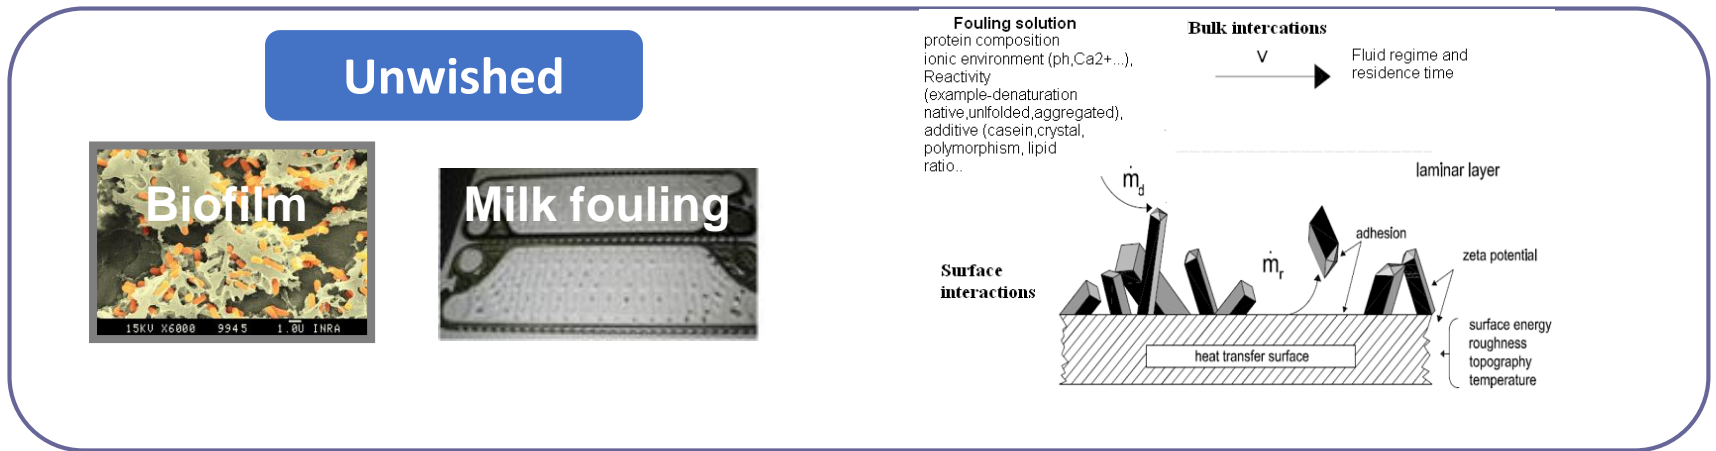 Unwished
Biofilm
15KV X6000 9945 1.0U INRA
Milk fouling
Fouling solution
protein composition
ionic environment (ph,Ca2+...),
Reactivity
(example-denaturation
native,unlfolded,aggregated),
additive (casein,crystal,
polymorphism, lipid
ratio..
Bulk intercations
V
Fluid regime and
residence time
laminar layer
ṁd
adhesion
zeta potential
ṁr
Surface
interactions
heat transfer surface
surface energy
roughness
topography
temperature